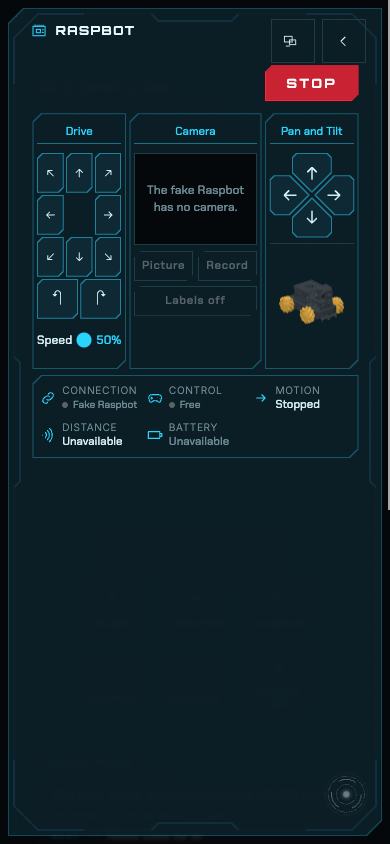 RASPBOT
STOP
Drive
Camera
Pan and Tilt
The fake Raspbot
has no camera.
Picture
Record
Labels off
Speed
50%
CONNECTION
Fake Raspbot
CONTROL
Free
MOTION
Stopped
DISTANCE
Unavailable
BATTERY
Unavailable